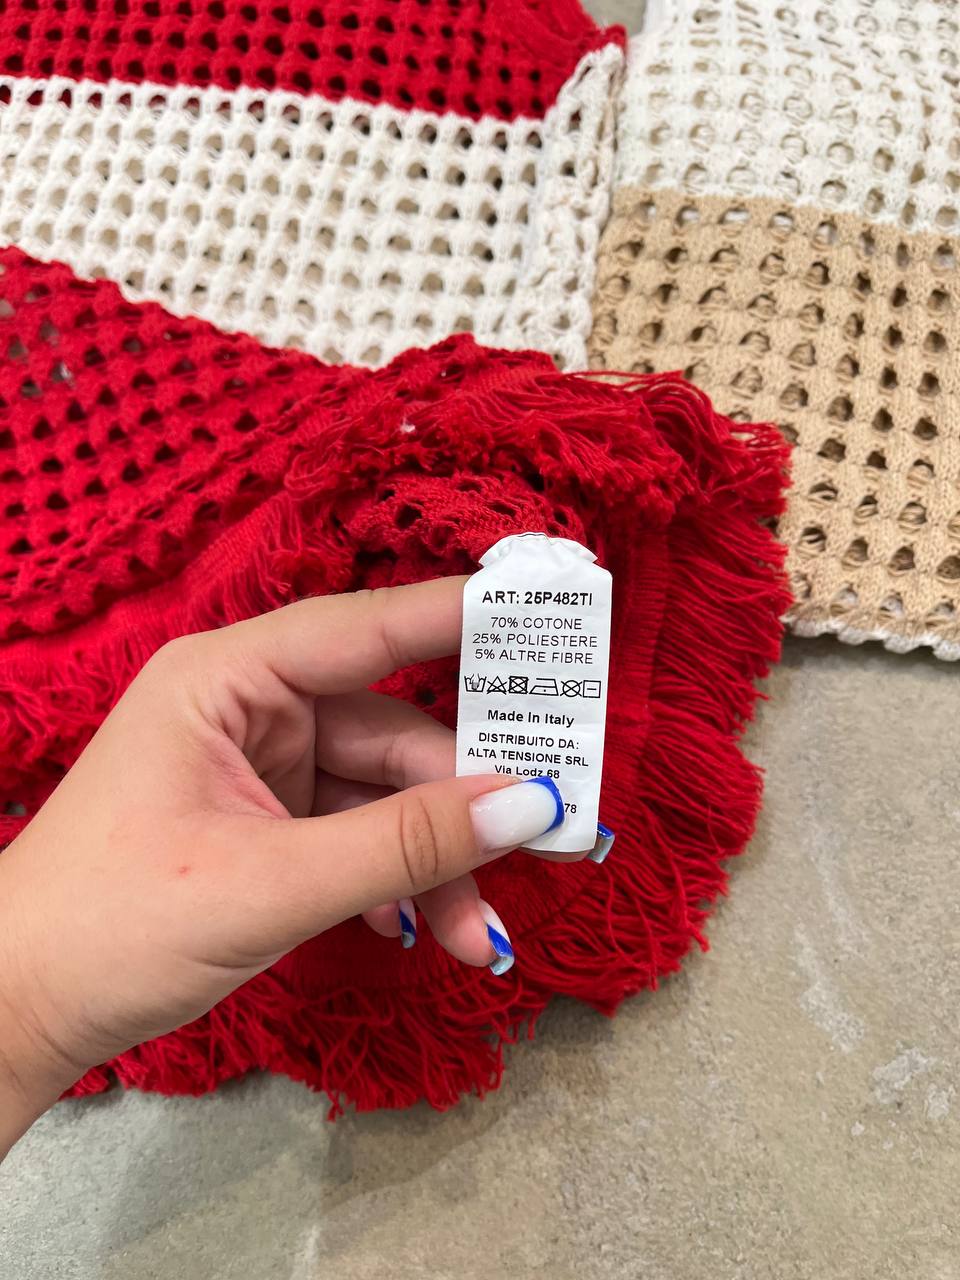 ART: 25P482TI
70% COTONE
25% POLIESTERE
5% ALTRE FIBRE
Made In Italy
DISTRIBUITO DA:
ALTA TENSIONE SRL
Via Lodz 68
78